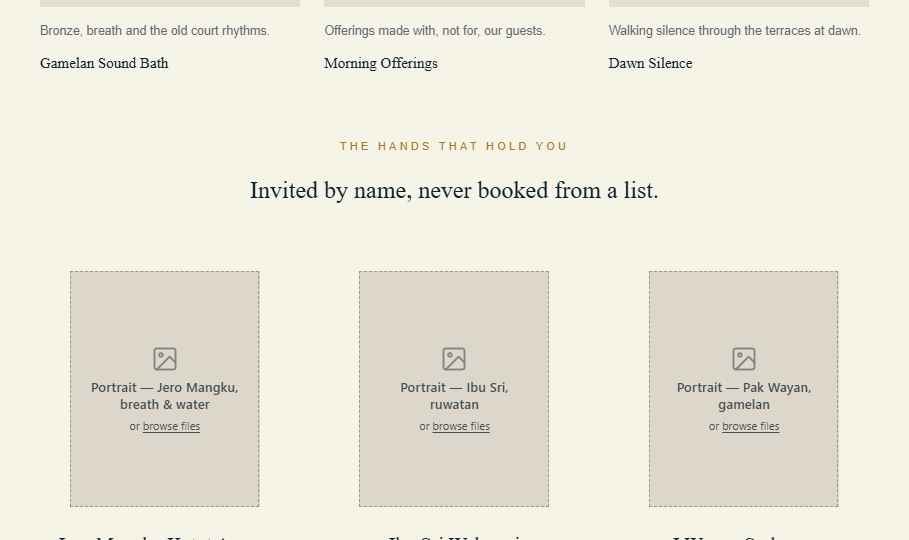 Bronze, breath and the old court rhythms.
Gamelan Sound Bath
Offerings made with, not for, our guests.
Morning Offerings
Walking silence through the terraces at dawn.
Dawn Silence
THE HANDS THAT HOLD YOU
Invited by name, never booked from a list.
Portrait — Jero Mangku,
breath & water
or browse files
Portrait — Ibu Sri,
ruwatan
or browse files
Portrait — Pak Wayan,
gamelan
or browse files